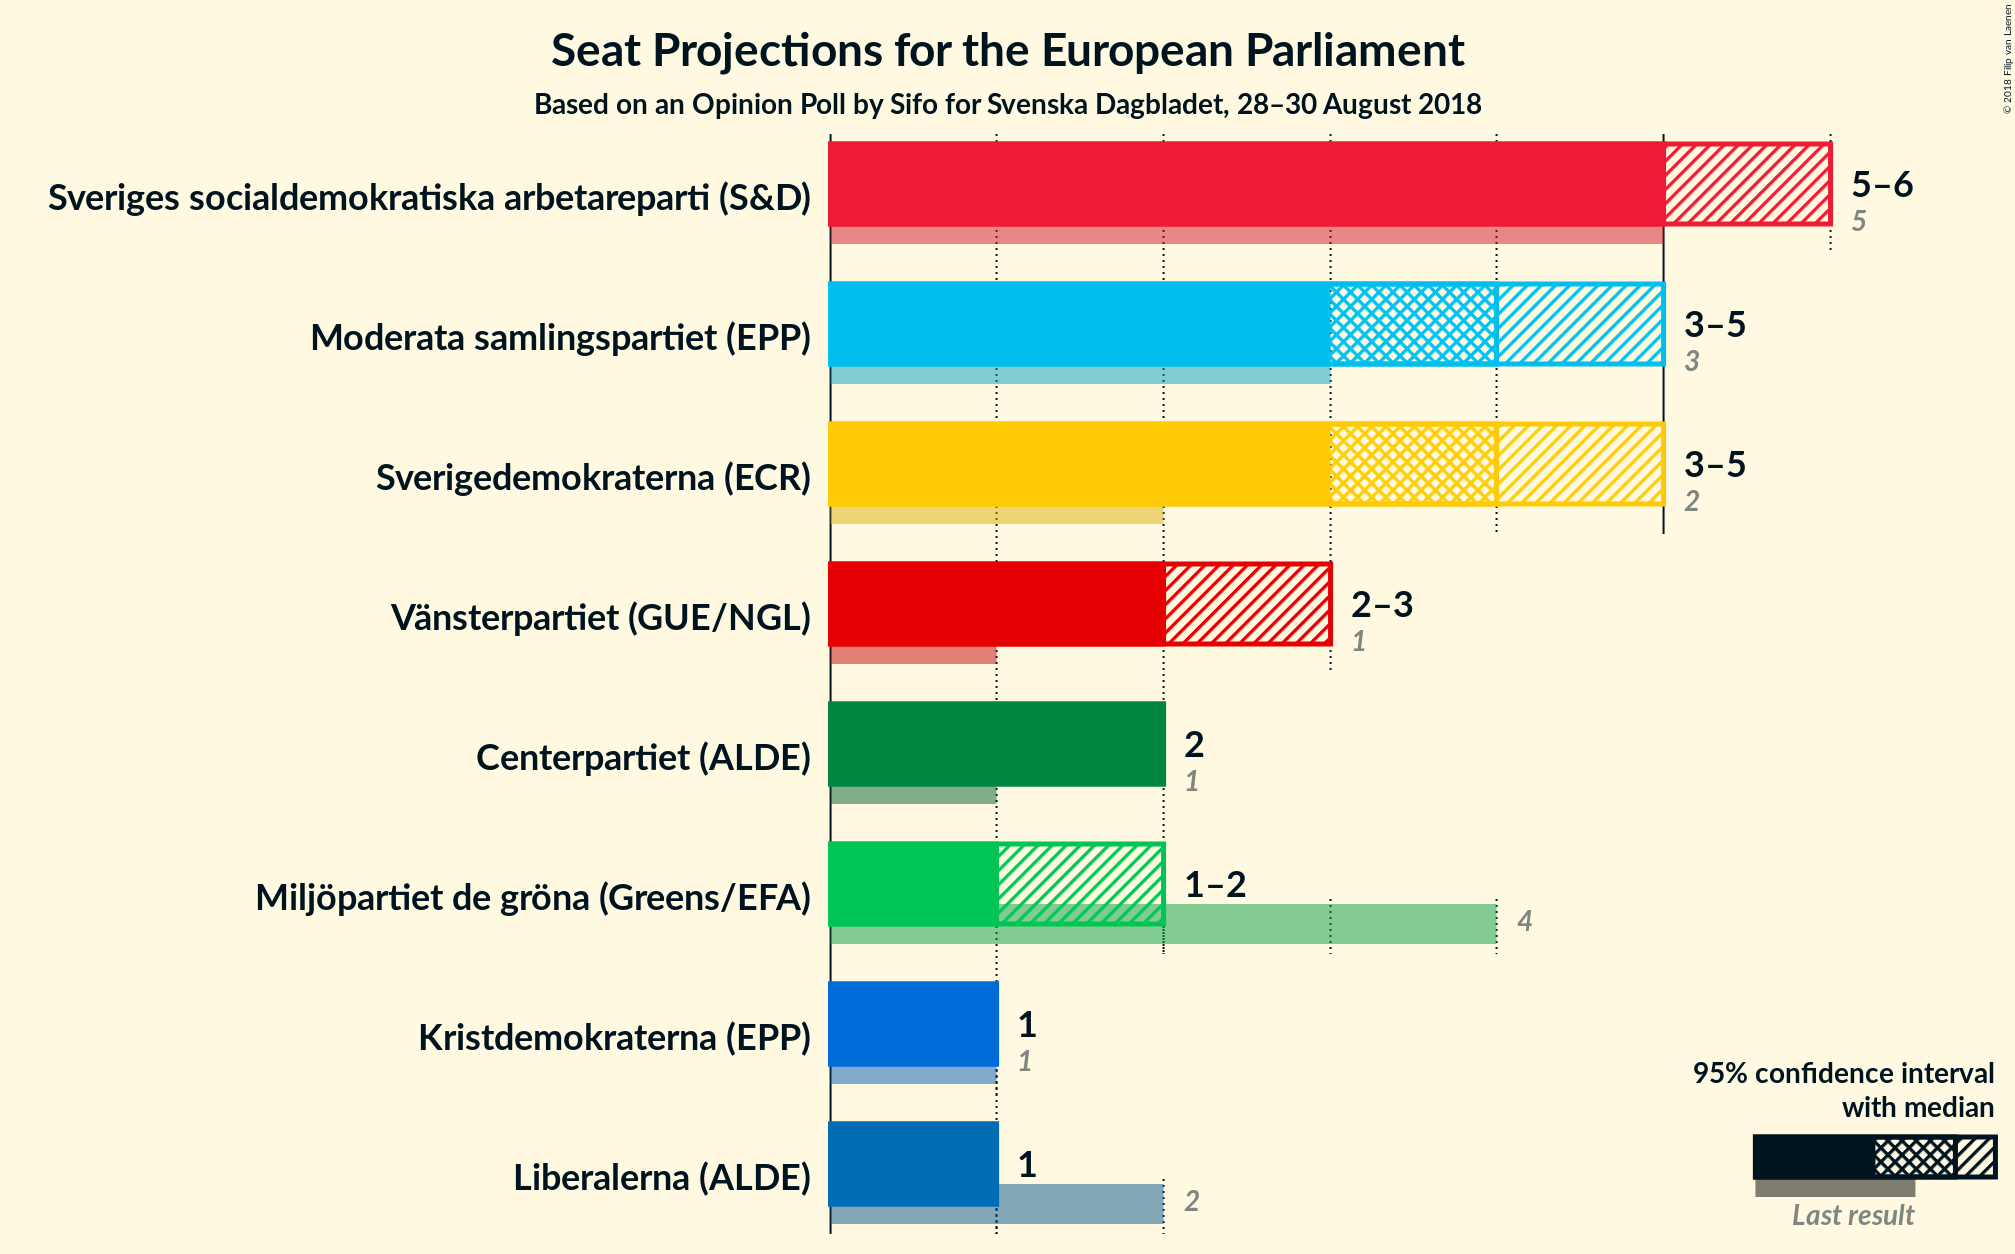 Seat Projections for the European Parliament
Based on an Opinion Poll by Sifo for Svenska Dagbladet, 28–30 August 2018
© 2018 Filip van Laenen
Sveriges socialdemokratiska arbetareparti (S&D)
5–6
5
Moderata samlingspartiet (EPP)
3–5
3
Sverigedemokraterna (ECR)
3–5
2
Vänsterpartiet (GUE/NGL)
2–3
1
Centerpartiet (ALDE)
2
1
Miljöpartiet de gröna (Greens/EFA)
1–2
4
Kristdemokraterna (EPP)
1
1
Liberalerna (ALDE)
1
2
95% confidence interval
with median
Last result